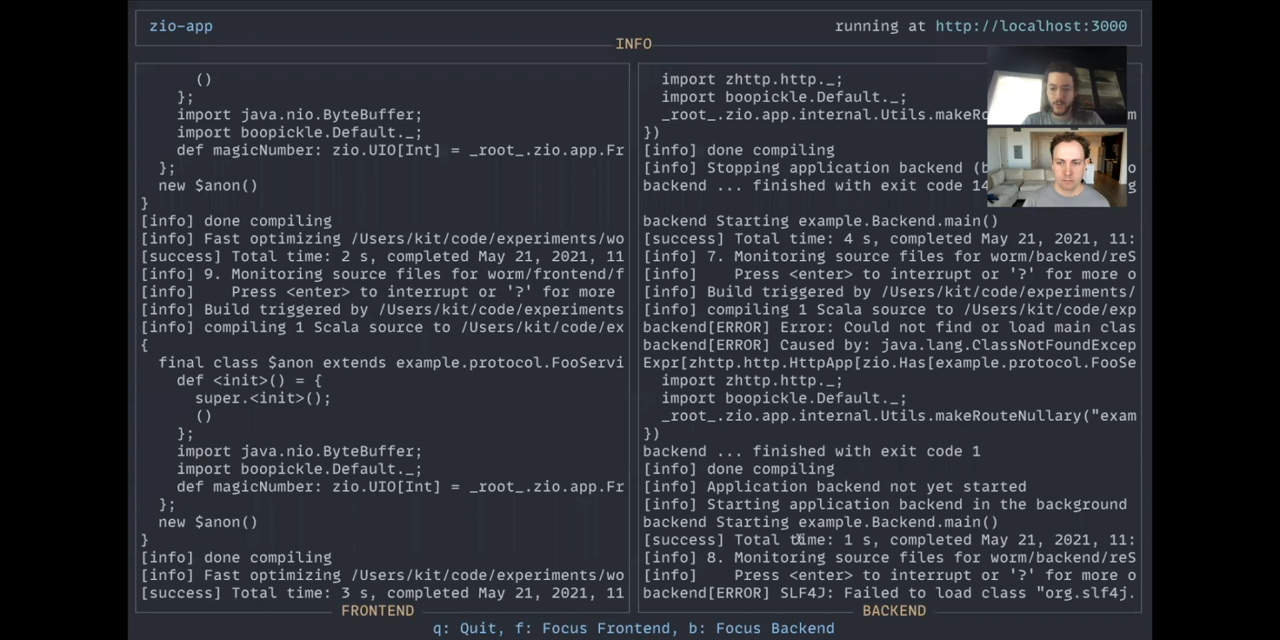 zio-app
running at http://localhost:3000
INFO
()
};
import java.nio.ByteBuffer;
import boopickle.Default._;
def magicNumber: zio.UIO[Int] = _root_.zio.app.Fr
};
new $anon()
}
[info] done compiling
[info] Fast optimizing /Users/kit/code/experiments/wo
[success] Total time: 2 s, completed May 21, 2021, 11
[info] 9. Monitoring source files for worm/frontend/f
[info]    Press <enter> to interrupt or '?' for more
[info] Build triggered by /Users/kit/code/experiments
[info] compiling 1 Scala source to /Users/kit/code/ex
{
final class $anon extends example.protocol.FooServi
def <init>() = {
super.<init>();
()
};
import java.nio.ByteBuffer;
import boopickle.Default._;
def magicNumber: zio.UIO[Int] = _root_.zio.app.Fr
};
new $anon()
}
[info] done compiling
[info] Fast optimizing /Users/kit/code/experiments/wo
[success] Total time: 3 s, completed May 21, 2021, 11
FRONTEND
import zhttp.http._;
import boopickle.Default._;
_root_.zio.app.internal.Utils.makeRo m
})
[info] done compiling
[info] Stopping application backend (b o
backend ... finished with exit code 14 g
backend Starting example.Backend.main()
[success] Total time: 4 s, completed May 21, 2021, 11:
[info] 7. Monitoring source files for worm/backend/reS
[info]    Press <enter> to interrupt or '?' for more o
[info] Build triggered by /Users/kit/code/experiments/
[info] compiling 1 Scala source to /Users/kit/code/exp
backend[ERROR] Error: Could not find or load main clas
backend[ERROR] Caused by: java.lang.ClassNotFoundExcep
Expr[zhttp.http.HttpApp[zio.Has[example.protocol.FooSe
import zhttp.http._;
import boopickle.Default._;
_root_.zio.app.internal.Utils.makeRouteNullary("exam
})
backend ... finished with exit code 1
[info] done compiling
[info] Application backend not yet started
[info] Starting application backend in the background
backend Starting example.Backend.main()
[success] Total time: 1 s, completed May 21, 2021, 11:
[info] 8. Monitoring source files for worm/backend/reS
[info]    Press <enter> to interrupt or '?' for more o
backend[ERROR] SLF4J: Failed to load class "org.slf4j.
BACKEND
q: Quit, f: Focus Frontend, b: Focus Backend